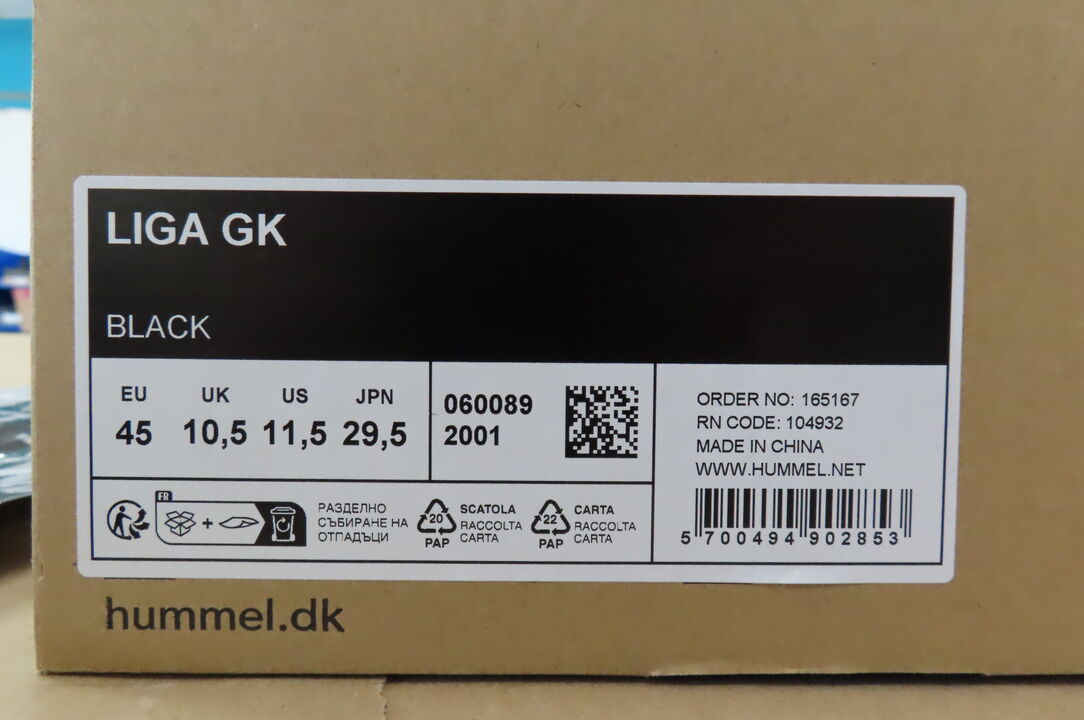 LIGA GK
BLACK
EU UK US JPN
45 10,5 11,5 29,5
060089
2001
ORDER NO: 165167
RN CODE: 104932
MADE IN CHINA
WWW.HUMMEL.NET
5 700494 902853
FR
+
РАЗДЕЛНО
СЪБИРАНЕ НА
ОТПАДЪЦИ
20
PAP
SCATOLA
RACCOLTA
CARTA
22
PAP
CARTA
RACCOLTA
CARTA
hummel.dk